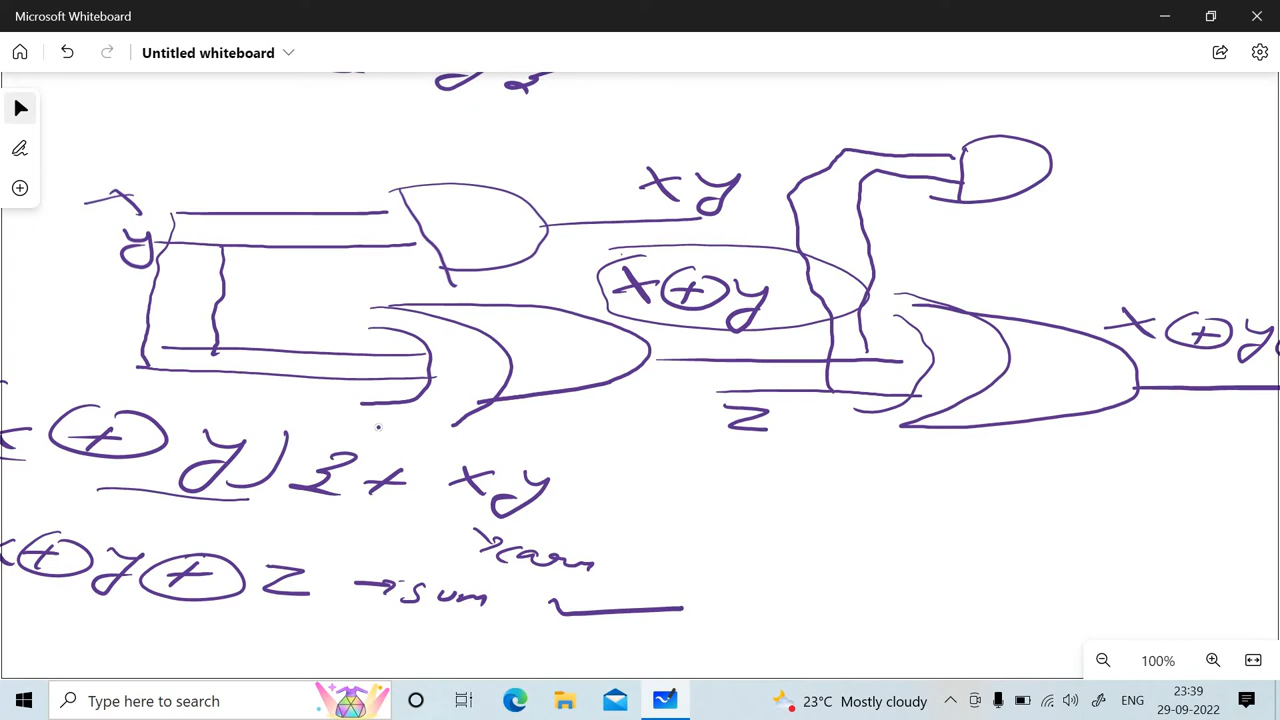 Microsoft Whiteboard
Untitled whiteboard
y z
x
y
xy
x ⊕ y
x ⊕ y
z
x ⊕ y) z + xy
→ carry
x ⊕ y ⊕ z → sum
100%
Type here to search
23°C Mostly cloudy
ENG
23:39
29-09-2022